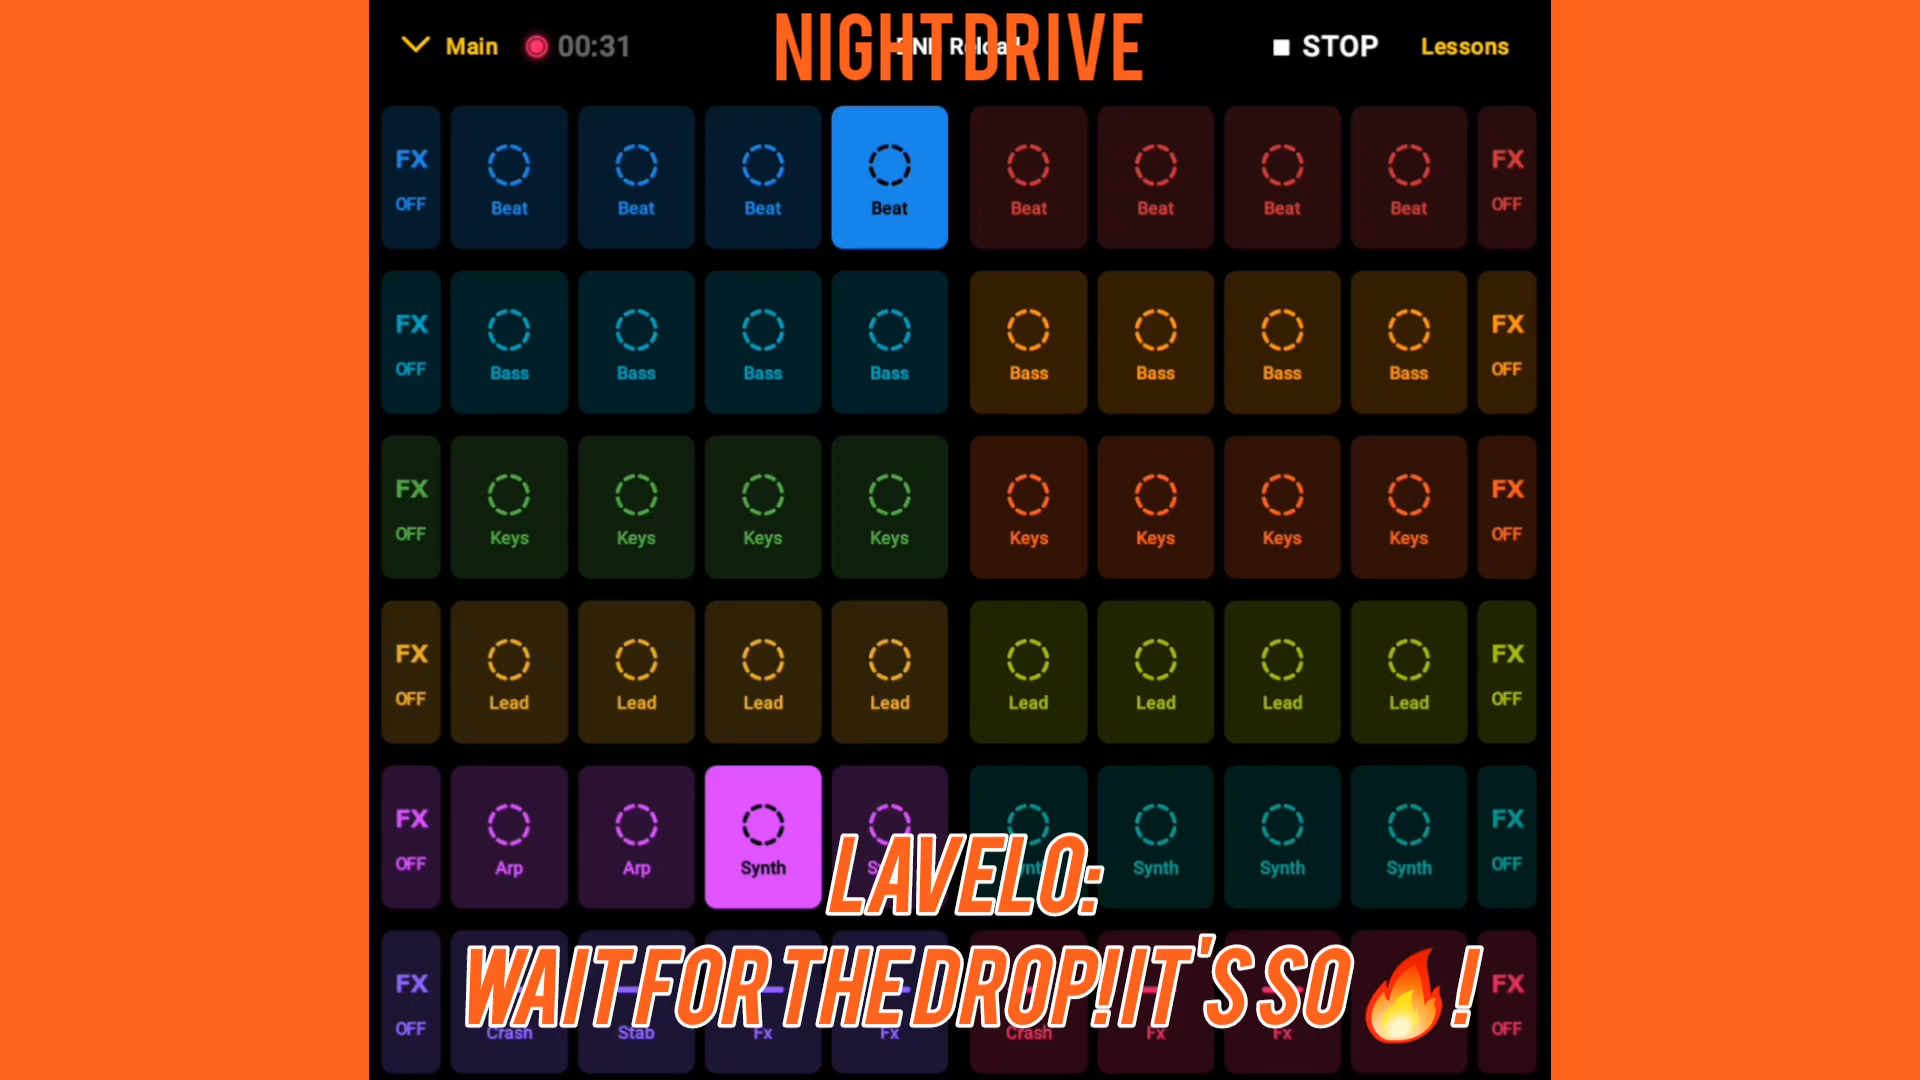 Main 00:31 NIGHT DRIVE STOP Lessons
FX Beat Beat Beat Beat Beat Beat Beat Beat FX
OFF OFF
FX Bass Bass Bass Bass Bass Bass Bass Bass FX
OFF OFF
FX Keys Keys Keys Keys Keys Keys Keys Keys FX
OFF OFF
FX Lead Lead Lead Lead Lead Lead Lead Lead FX
OFF OFF
FX Arp Arp Synth Synth Synth Synth FX
OFF OFF
LAVELO:
WAIT FOR THE DROP! IT'S SO 🔥!
FX Crash Stab Fx Fx Crash Fx Fx FX
OFF OFF